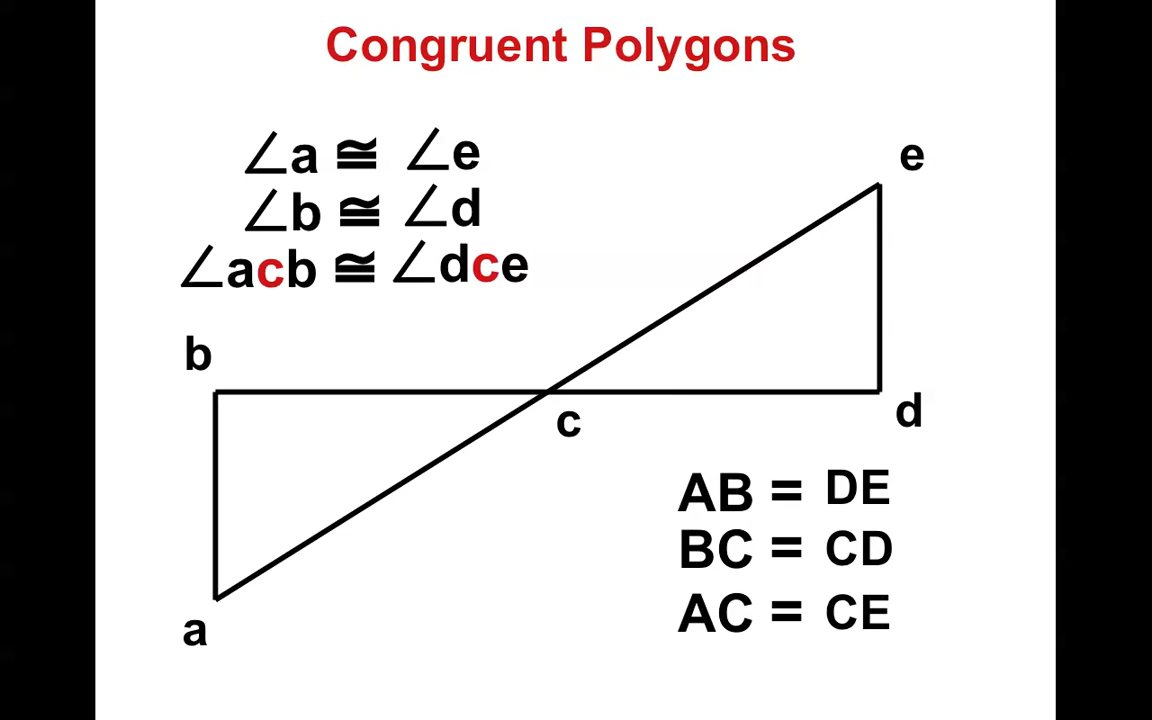 Congruent Polygons
∠a ≅ ∠e
∠b ≅ ∠d
∠acb ≅ ∠dce
e
b
c
d
AB = DE
BC = CD
AC = CE
a